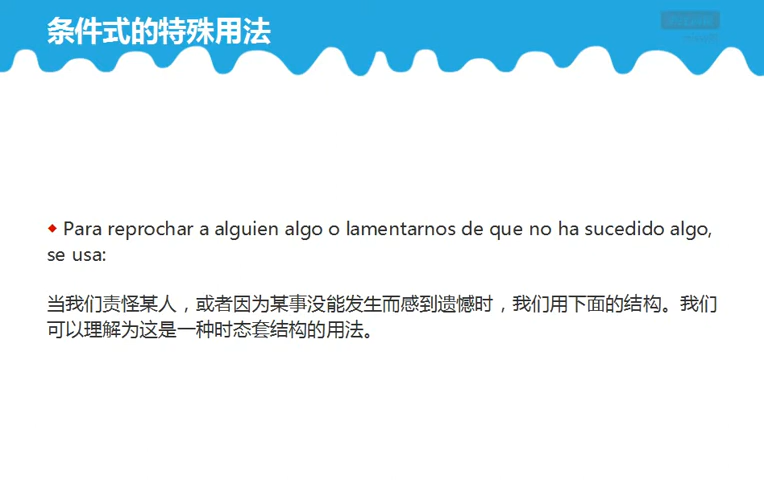 条件式的特殊用法
Para reprochar a alguien algo o lamentarnos de que no ha sucedido algo,
se usa:
当我们责怪某人，或者因为某事没能发生而感到遗憾时，我们用下面的结构。我们
可以理解为这是一种时态套结构的用法。